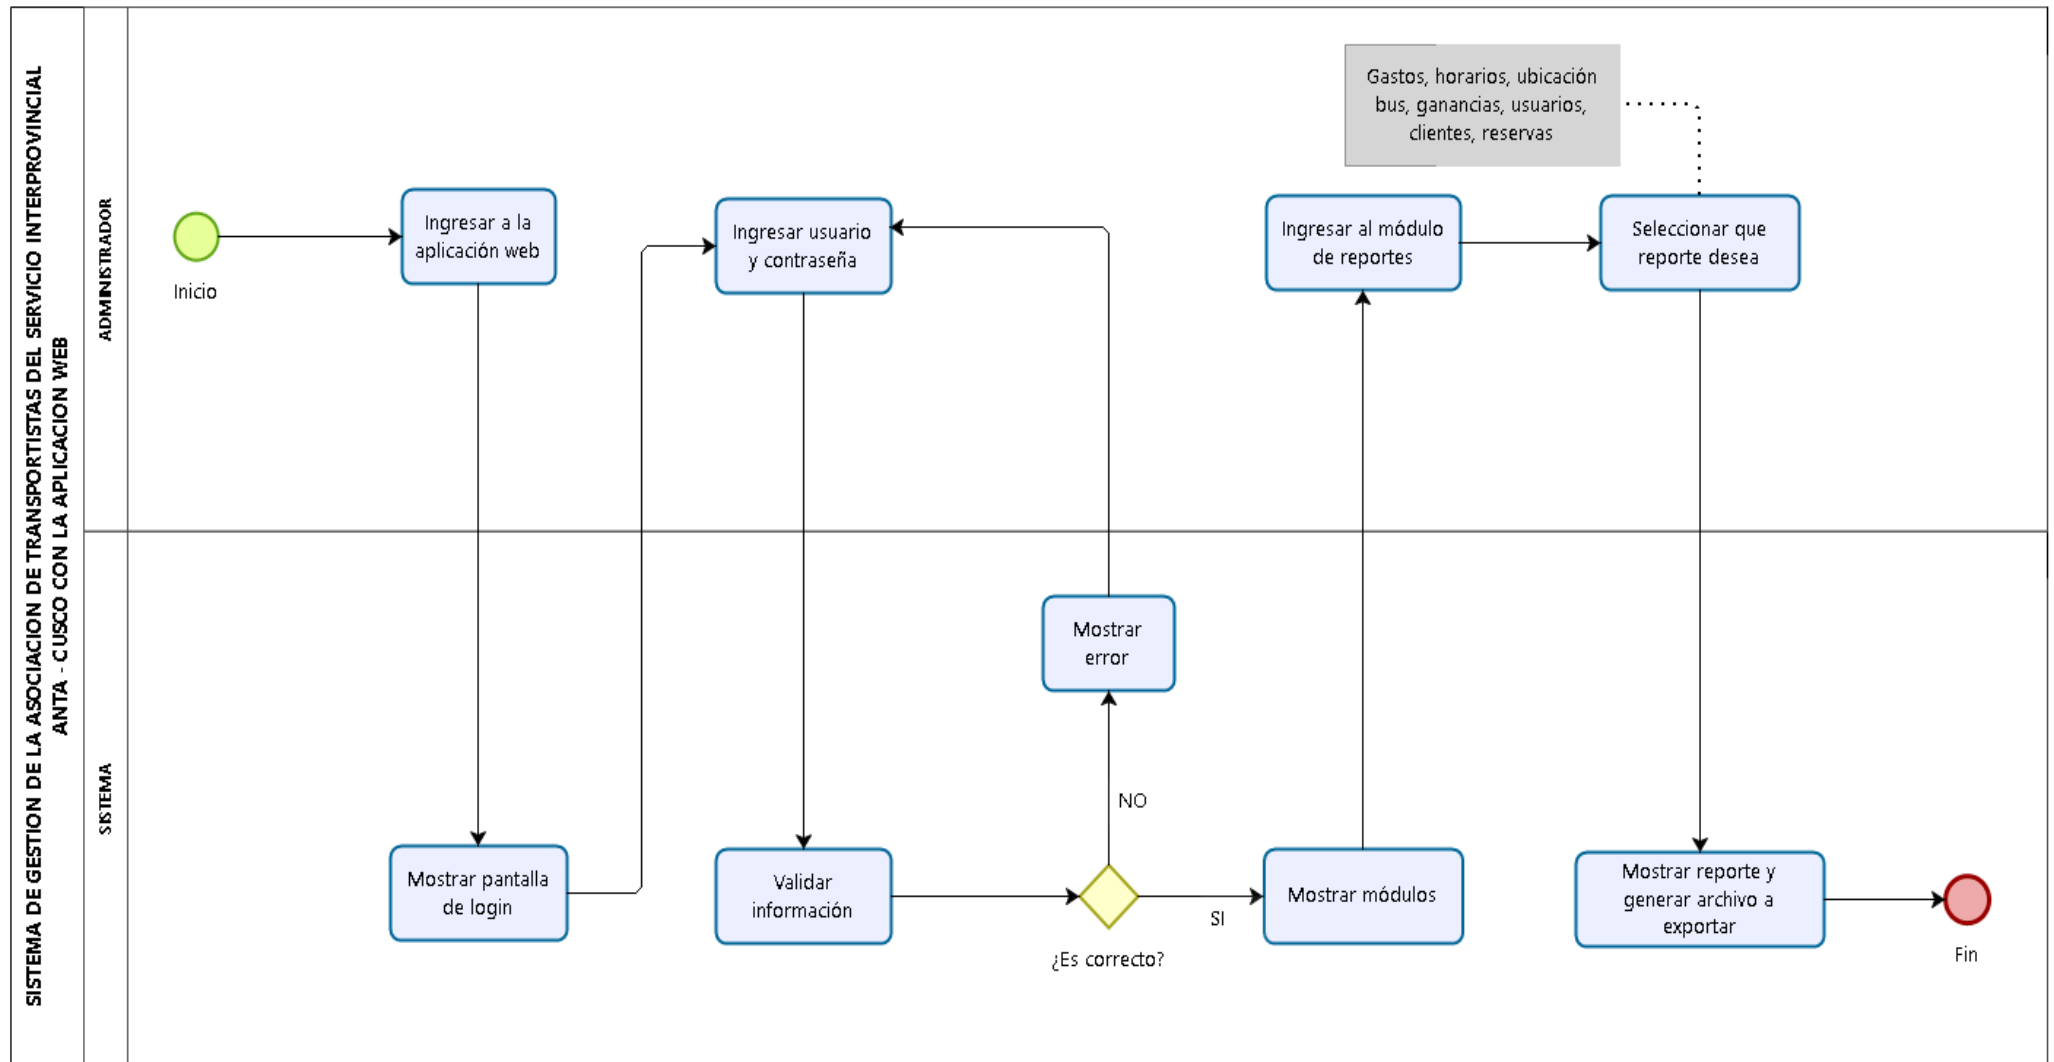 SISTEMA DE GESTION DE LA ASOCIACION DE TRANSPORTISTAS DEL SERVICIO INTERPROVINCIAL
ANTA - CUSCO CON LA APLICACION WEB
ADMINISTRADOR
Inicio
Ingresar a la
aplicación web
Ingresar usuario
y contraseña
Gastos, horarios, ubicación
bus, ganancias, usuarios,
clientes, reservas
Ingresar al módulo
de reportes
Seleccionar que
reporte desea
SISTEMA
Mostrar pantalla
de login
Validar
información
Mostrar
error
NO
¿Es correcto?
SI
Mostrar módulos
Mostrar reporte y
generar archivo a
exportar
Fin